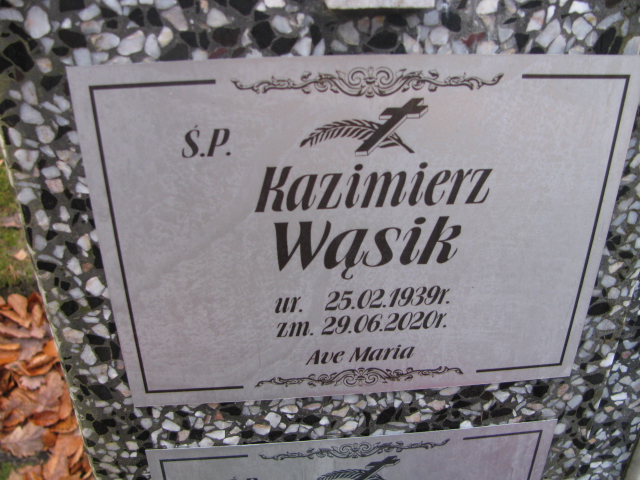 Ś.P.
Kazimierz
Wąsik
ur. 25.02.1939r.
zm. 29.06.2020r.
Ave Maria